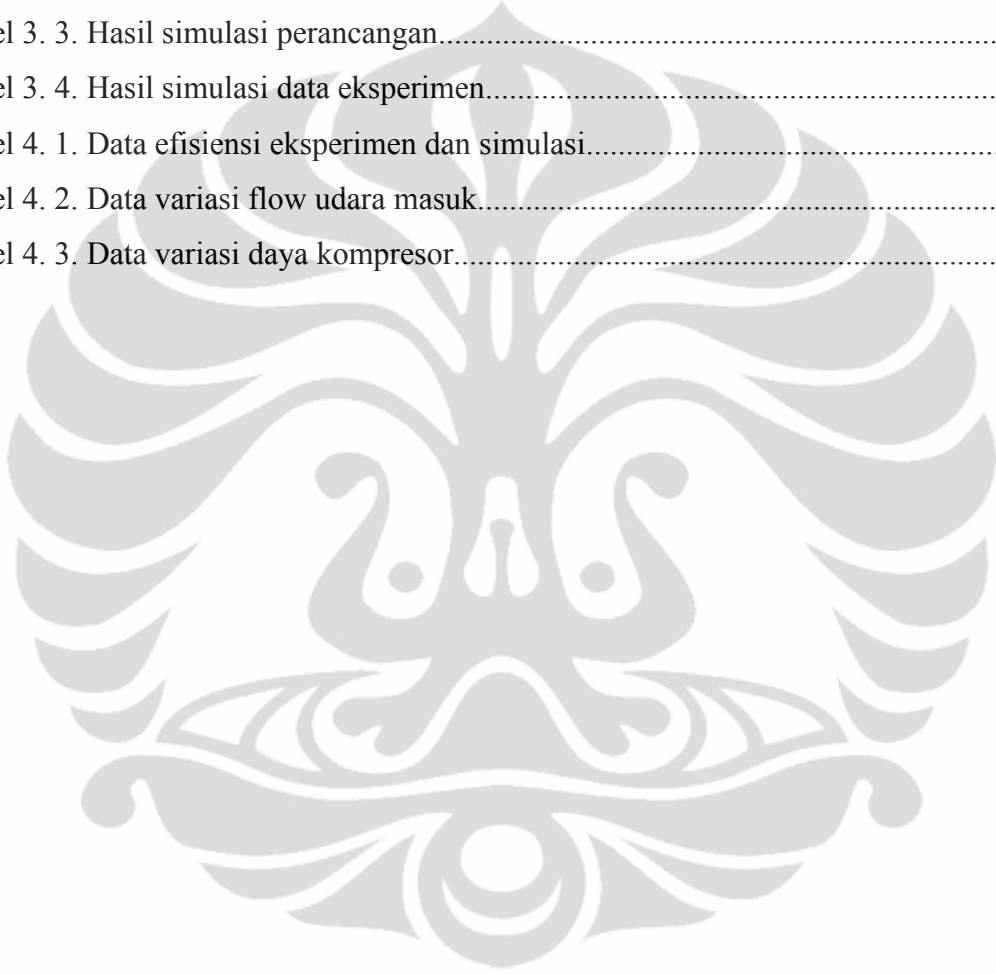 el 3. 3. Hasil simulasi perancangan..........................................................................
el 3. 4. Hasil simulasi data eksperimen....................................................................
el 4. 1. Data efisiensi eksperimen dan simulasi.......................................................
el 4. 2. Data variasi flow udara masuk.....................................................................
el 4. 3. Data variasi daya kompresor........................................................................